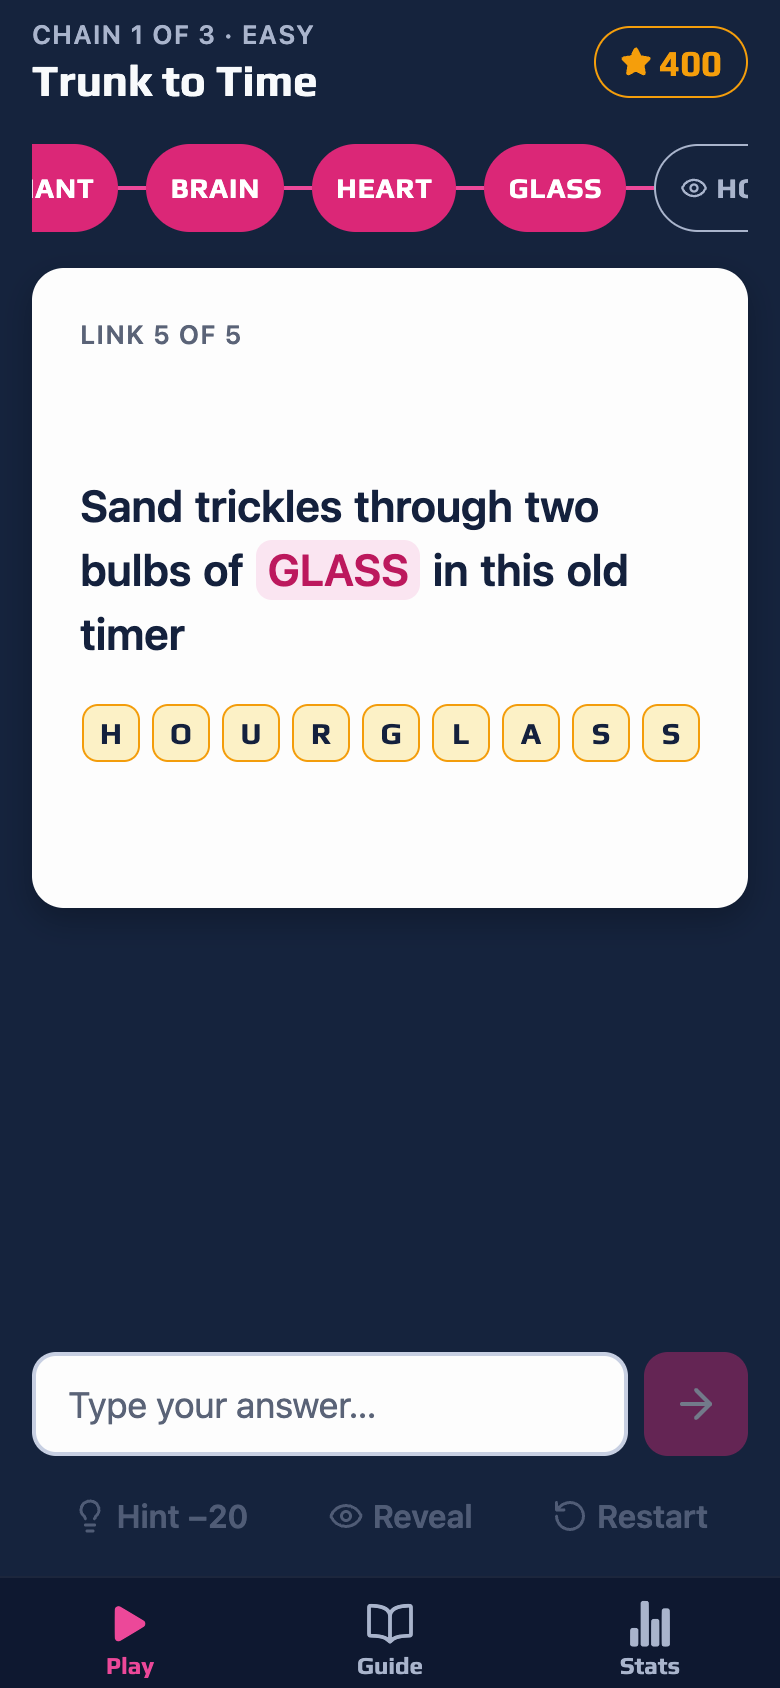 CHAIN 1 OF 3 · EASY
Trunk to Time
400
BRAIN
HEART
GLASS
LINK 5 OF 5
Sand trickles through two
bulbs of GLASS in this old
timer
H O U R G L A S S
Type your answer...
Hint –20
Reveal
Restart
Play
Guide
Stats